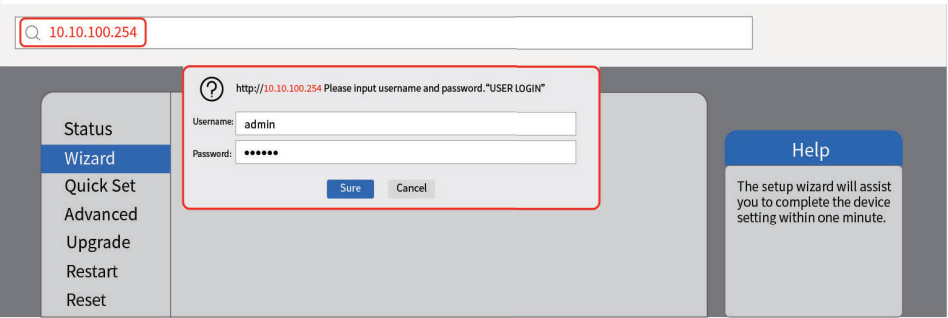 10.10.100.254
http://10.10.100.254 Please input username and password."USER LOGIN"
Username: admin
Password: ••••••
Sure Cancel
Status
Wizard
Quick Set
Advanced
Upgrade
Restart
Reset
Help
The setup wizard will assist
you to complete the device
setting within one minute.